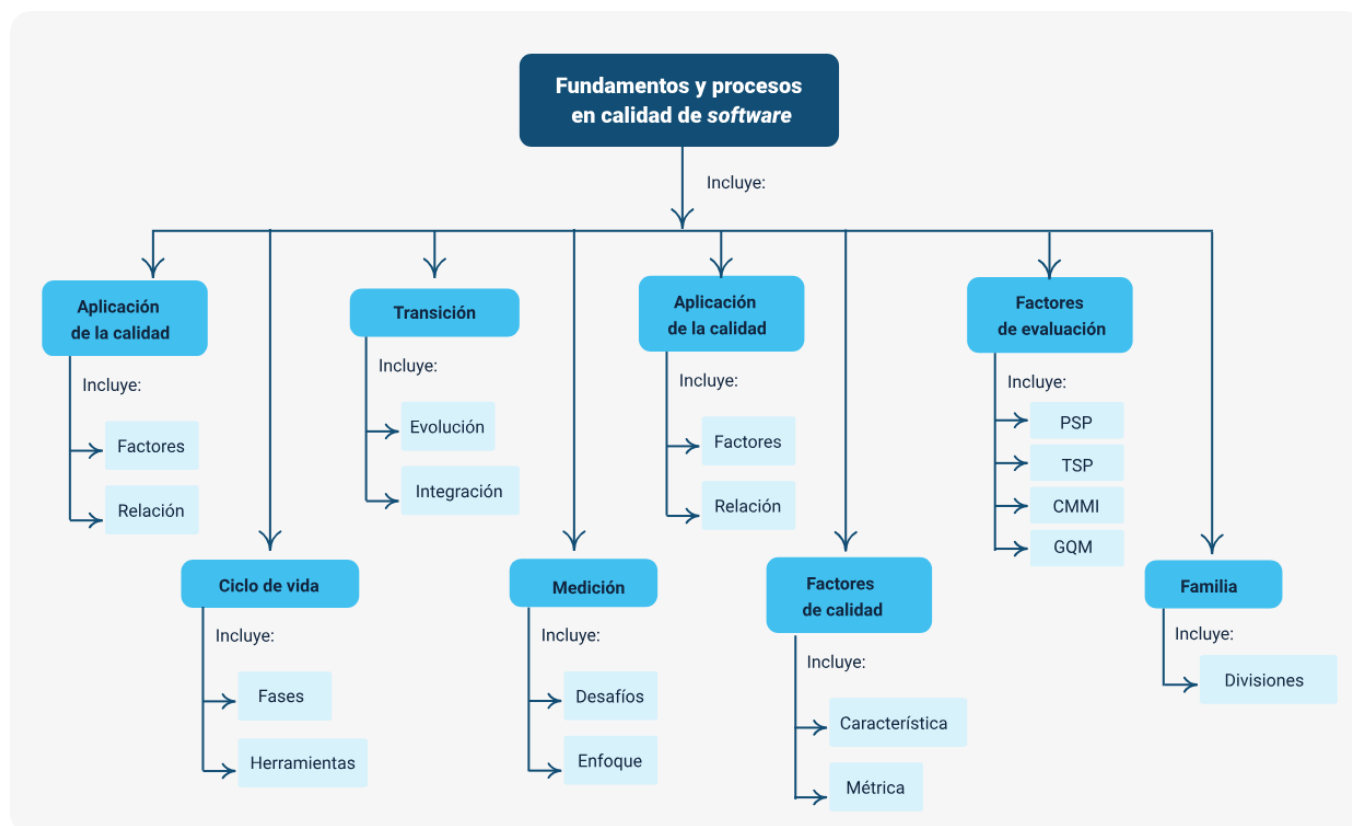 Fundamentos y procesos
en calidad de software
Incluye:
Aplicación
de la calidad
Incluye:
Factores
Relación
Ciclo de vida
Incluye:
Fases
Herramientas
Transición
Incluye:
Evolución
Integración
Medición
Incluye:
Desafíos
Enfoque
Aplicación
de la calidad
Incluye:
Factores
Relación
Factores
de calidad
Incluye:
Característica
Métrica
Factores
de evaluación
Incluye:
PSP
TSP
CMMI
GQM
Familia
Incluye:
Divisiones